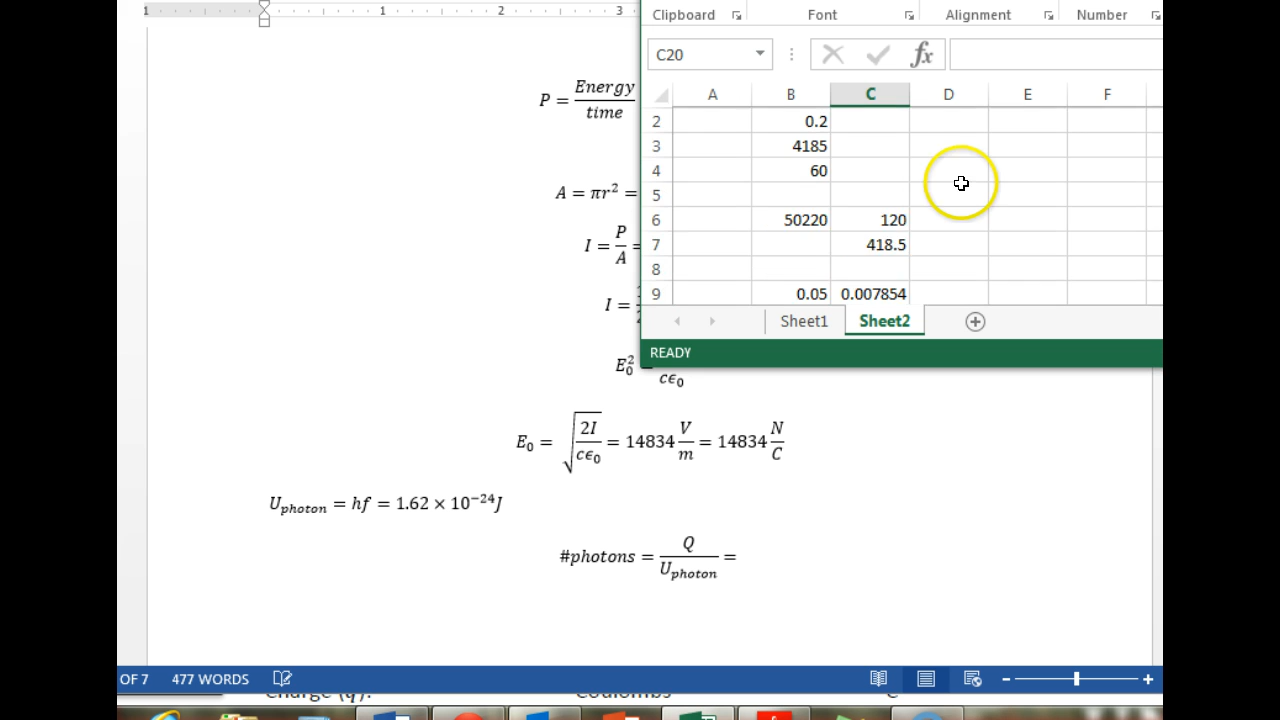 1 1 2 3
Clipboard Font Alignment Number
C20 fx
A B C D E F
2 0.2
3 4185
4 60
5
6 50220 120
7 418.5
8
9 0.05 0.007854
Sheet1 Sheet2
READY
P = Energy / time
A = πr² =
I = P / A =
I =
E₀² = cϵ₀
E₀ = √(2I / cϵ₀) = 14834 V/m = 14834 N/C
U_photon = hf = 1.62 × 10⁻²⁴ J
#photons = Q / U_photon =
OF 7 477 WORDS
Coulombs